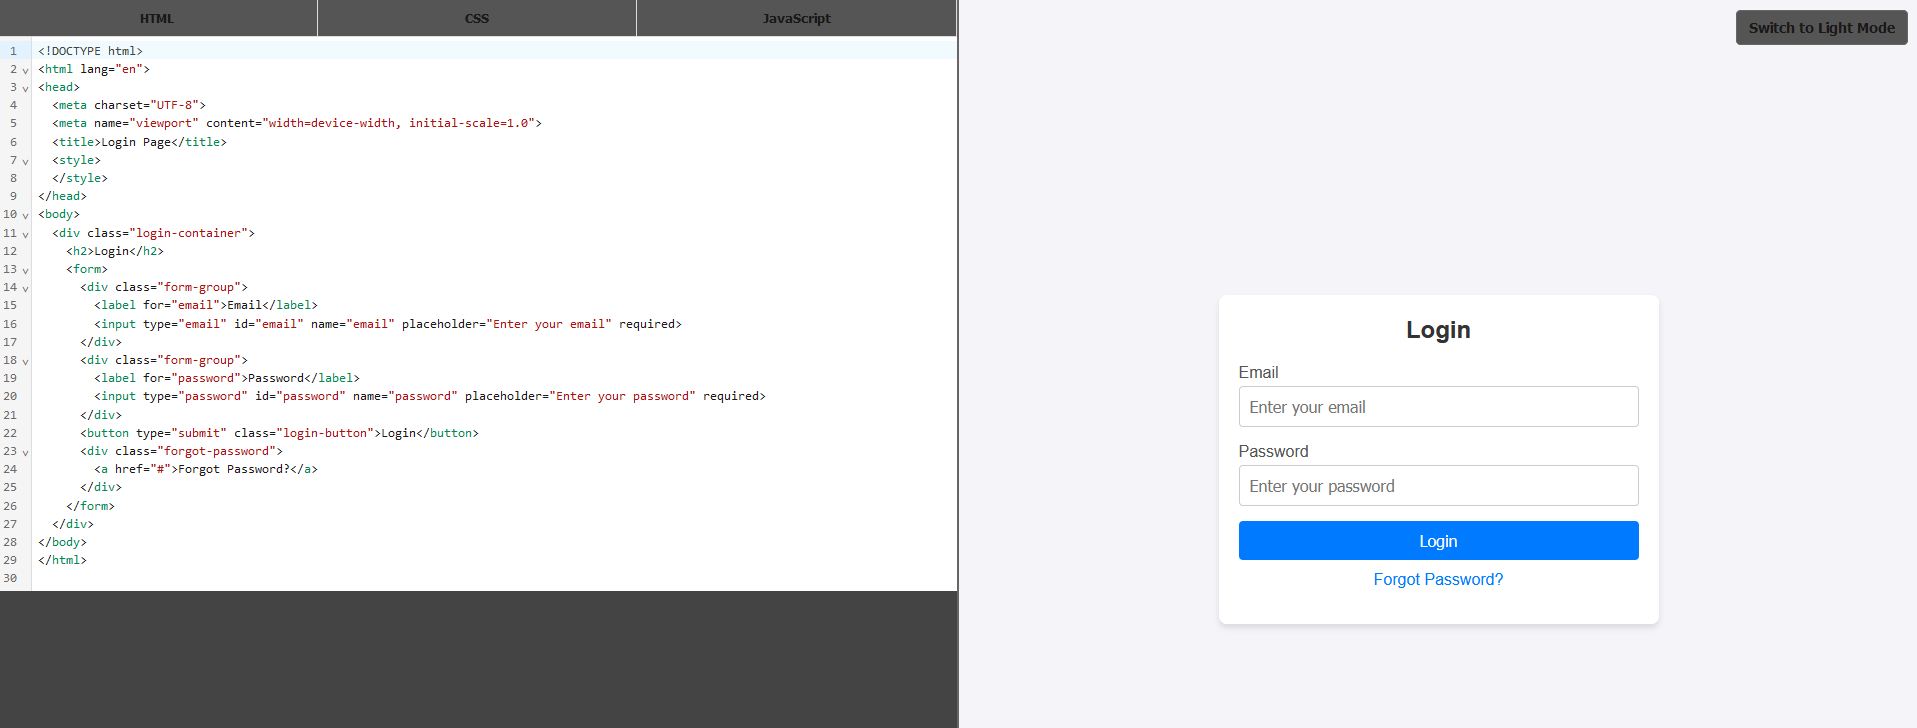 HTML CSS JavaScript
1 <!DOCTYPE html>
2 <html lang="en">
3 <head>
4   <meta charset="UTF-8">
5   <meta name="viewport" content="width=device-width, initial-scale=1.0">
6   <title>Login Page</title>
7   <style>
8   </style>
9 </head>
10 <body>
11   <div class="login-container">
12     <h2>Login</h2>
13     <form>
14       <div class="form-group">
15         <label for="email">Email</label>
16         <input type="email" id="email" name="email" placeholder="Enter your email" required>
17       </div>
18       <div class="form-group">
19         <label for="password">Password</label>
20         <input type="password" id="password" name="password" placeholder="Enter your password" required>
21       </div>
22       <button type="submit" class="login-button">Login</button>
23       <div class="forgot-password">
24         <a href="#">Forgot Password?</a>
25       </div>
26     </form>
27   </div>
28 </body>
29 </html>
30
Switch to Light Mode
Login
Email
Enter your email
Password
Enter your password
Login
Forgot Password?